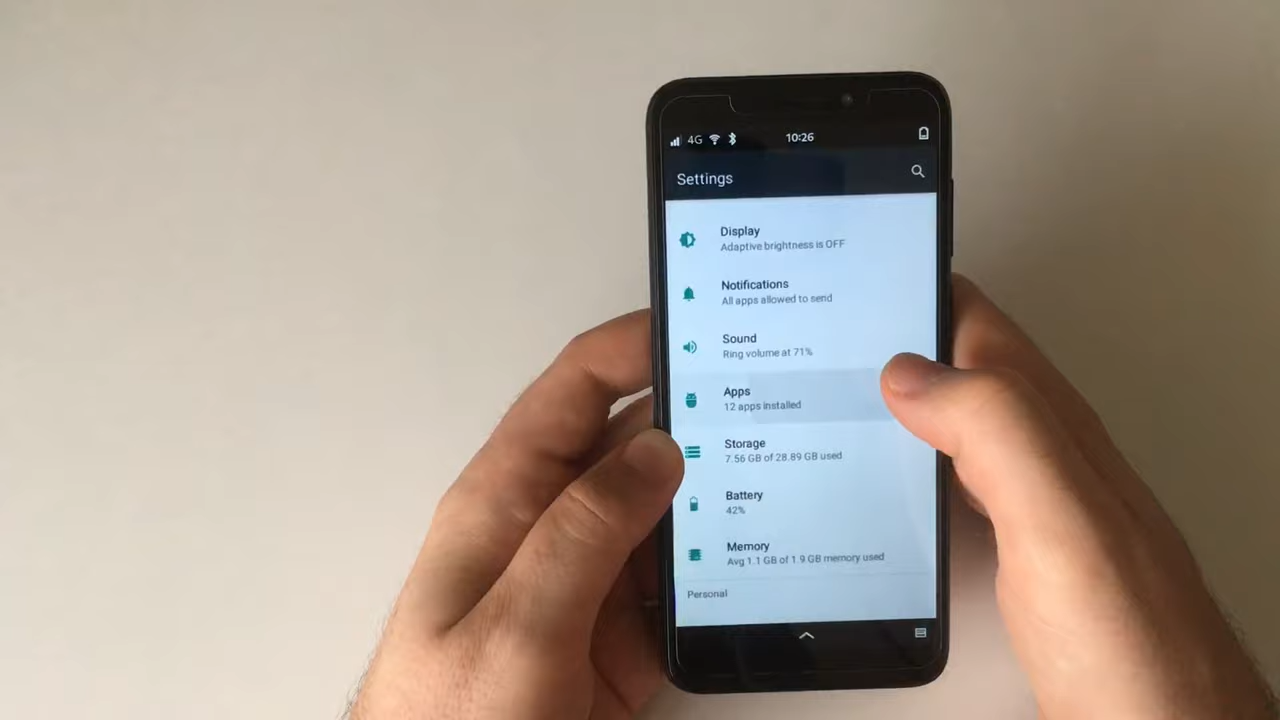 4G 10:26
Settings
Display
Adaptive brightness is OFF
Notifications
All apps allowed to send
Sound
Ring volume at 71%
Apps
12 apps installed
Storage
7.56 GB of 28.89 GB used
Battery
42%
Memory
Avg 1.1 GB of 1.9 GB memory used
Personal